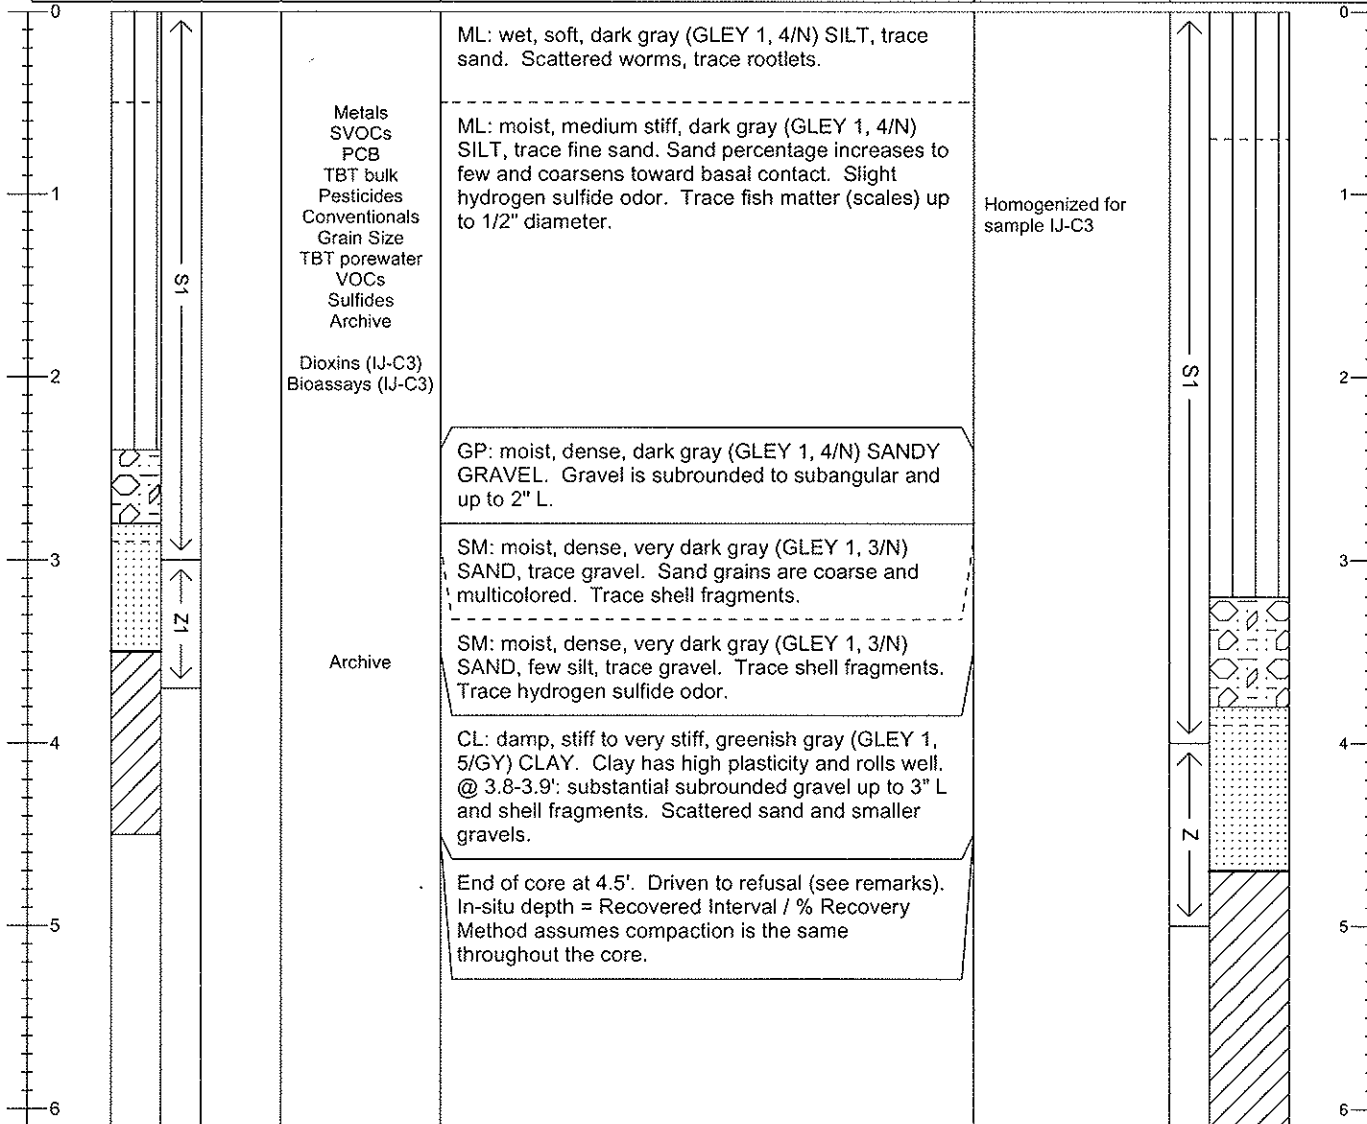 0
0
ML: wet, soft, dark gray (GLEY 1, 4/N) SILT, trace
sand. Scattered worms, trace rootlets.
Metals
SVOCs
PCB
TBT bulk
Pesticides
Conventionals
Grain Size
TBT porewater
VOCs
Sulfides
Archive
Dioxins (IJ-C3)
Bioassays (IJ-C3)
ML: moist, medium stiff, dark gray (GLEY 1, 4/N)
SILT, trace fine sand. Sand percentage increases to
few and coarsens toward basal contact. Slight
hydrogen sulfide odor. Trace fish matter (scales) up
to 1/2" diameter.
Homogenized for
sample IJ-C3
1
1
S1
S1
2
2
GP: moist, dense, dark gray (GLEY 1, 4/N) SANDY
GRAVEL. Gravel is subrounded to subangular and
up to 2" L.
SM: moist, dense, very dark gray (GLEY 1, 3/N)
SAND, trace gravel. Sand grains are coarse and
multicolored. Trace shell fragments.
3
3
Z1
Archive
SM: moist, dense, very dark gray (GLEY 1, 3/N)
SAND, few silt, trace gravel. Trace shell fragments.
Trace hydrogen sulfide odor.
4
4
CL: damp, stiff to very stiff, greenish gray (GLEY 1,
5/GY) CLAY. Clay has high plasticity and rolls well.
@ 3.8-3.9': substantial subrounded gravel up to 3" L
and shell fragments. Scattered sand and smaller
gravels.
Z
End of core at 4.5'. Driven to refusal (see remarks).
In-situ depth = Recovered Interval / % Recovery
Method assumes compaction is the same
throughout the core.
5
5
6
6